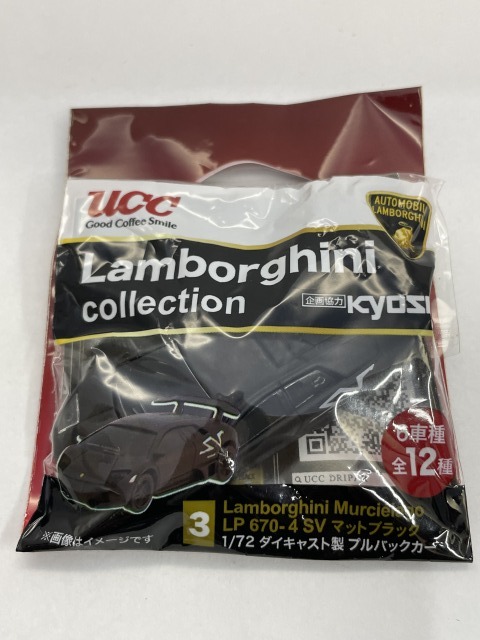 UCC
Good Coffee Smile
AUTOMOBILI
LAMBORGHINI
Lamborghini
collection
企画協力 KYOSH
6車種
全12種
UCC DRIP
3
Lamborghini Murcielago
LP 670-4 SV マットブラック
1/72 ダイキャスト製 プルバックカー
※画像はイメージです